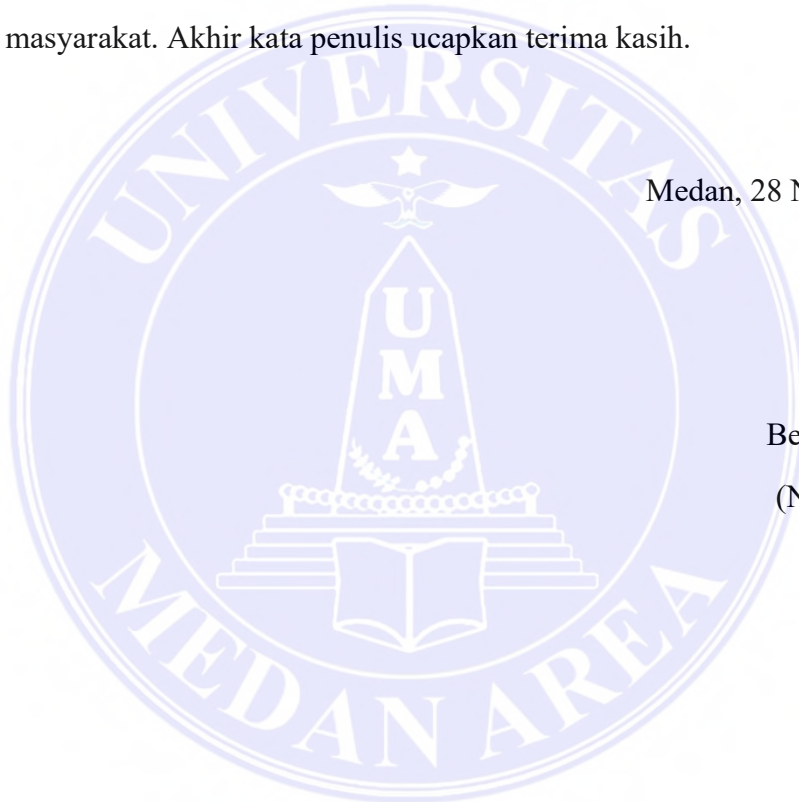 masyarakat. Akhir kata penulis ucapkan terima kasih.
UNIVERSITAS
Medan, 28
U
M
A
MEDAN AREA